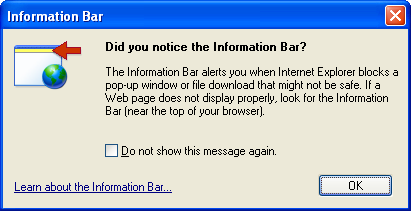 Information Bar
Did you notice the Information Bar?
The Information Bar alerts you when Internet Explorer blocks a
pop-up window or file download that might not be safe. If a
Web page does not display properly, look for the Information
Bar (near the top of your browser).
Do not show this message again.
Learn about the Information Bar...
OK